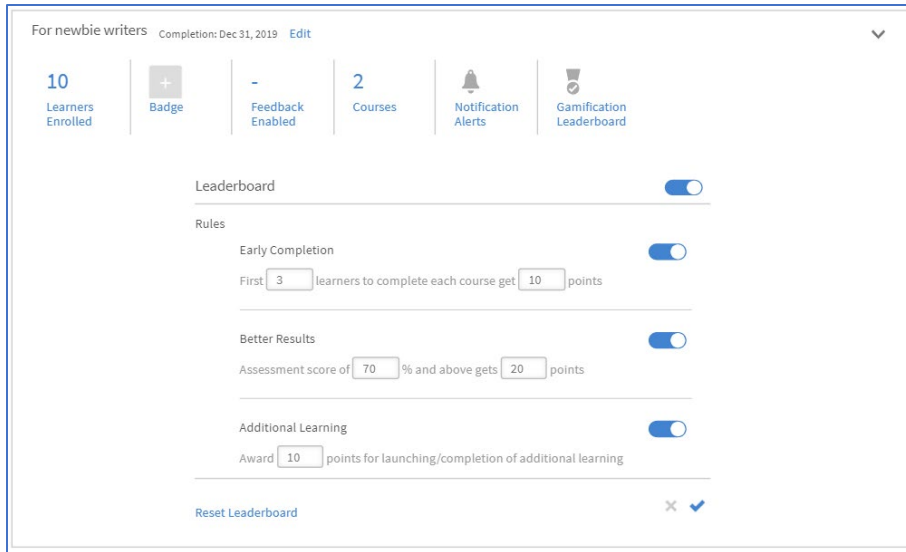 For newbie writers Completion: Dec 31, 2019 Edit
10
Learners
Enrolled
+
Badge
-
Feedback
Enabled
2
Courses
Notification
Alerts
Gamification
Leaderboard
Leaderboard
Rules
Early Completion
First 3 learners to complete each course get 10 points
Better Results
Assessment score of 70 % and above gets 20 points
Additional Learning
Award 10 points for launching/completion of additional learning
Reset Leaderboard